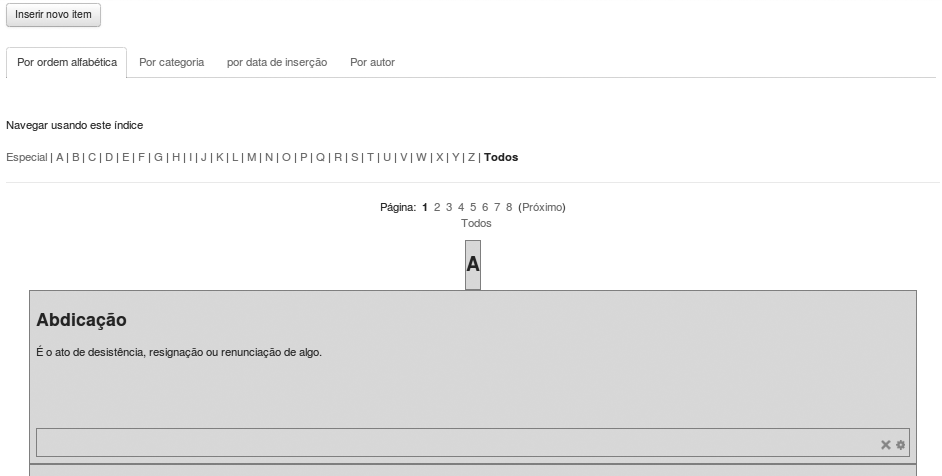 Inserir novo item
Por ordem alfabética Por categoria por data de inserção Por autor
Navegar usando este índice
Especial | A | B | C | D | E | F | G | H | I | J | K | L | M | N | O | P | Q | R | S | T | U | V | W | X | Y | Z | Todos
Página: 1 2 3 4 5 6 7 8 (Próximo)
Todos
A
Abdicação
É o ato de desistência, resignação ou renunciação de algo.